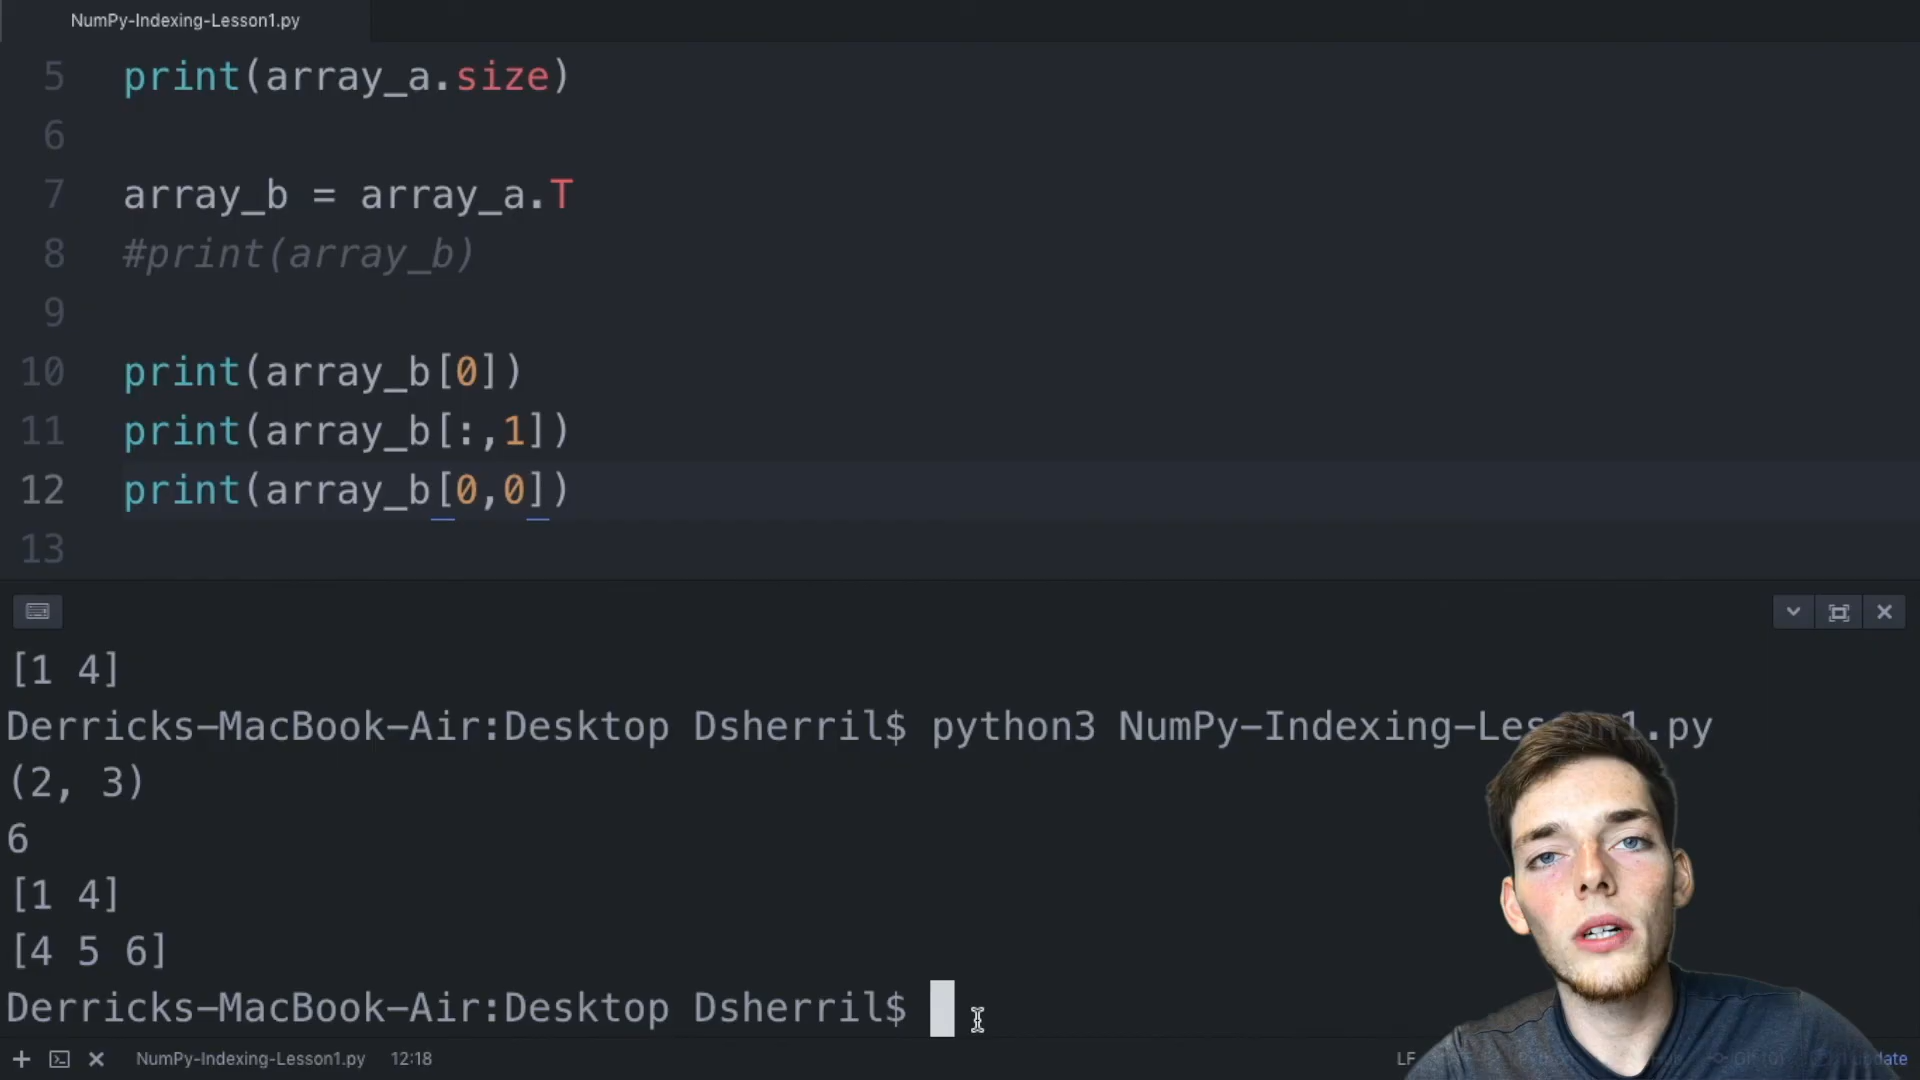 NumPy-Indexing-Lesson1.py
5 print(array_a.size)
6
7 array_b = array_a.T
8 #print(array_b)
9
10 print(array_b[0])
11 print(array_b[:,1])
12 print(array_b[0,0])
13
[1 4]
Derricks-MacBook-Air:Desktop Dsherril$ python3 NumPy-Indexing-Lesson1.py
(2, 3)
6
[1 4]
[4 5 6]
Derricks-MacBook-Air:Desktop Dsherril$
NumPy-Indexing-Lesson1.py 12:18 LF